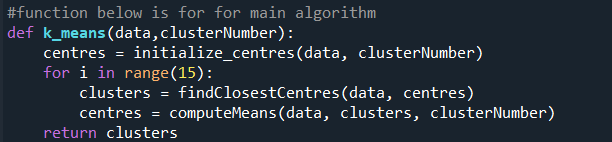 #function below is for for main algorithm
def k_means(data,clusterNumber):
    centres = initialize_centres(data, clusterNumber)
    for i in range(15):
        clusters = findClosestCentres(data, centres)
        centres = computeMeans(data, clusters, clusterNumber)
    return clusters